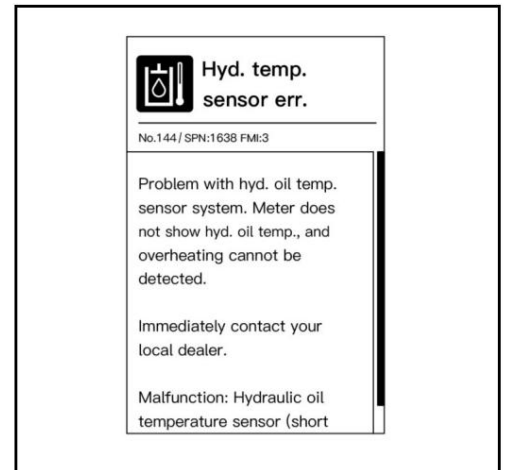 Hyd. temp.
sensor err.
No.144/ SPN:1638 FMI:3
Problem with hyd. oil temp.
sensor system. Meter does
not show hyd. oil temp., and
overheating cannot be
detected.
Immediately contact your
local dealer.
Malfunction: Hydraulic oil
temperature sensor (short